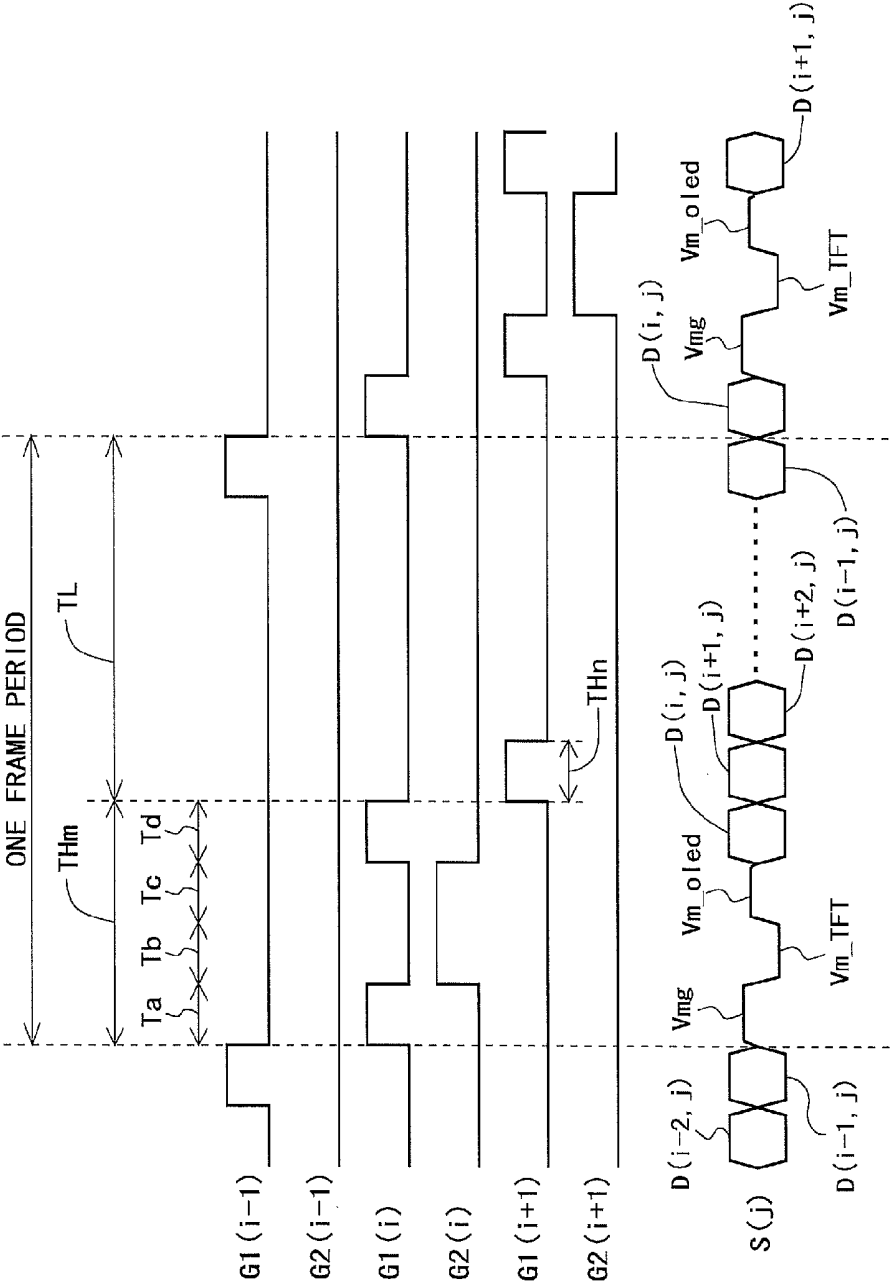 ONE FRAME PERIOD
THm
TL
Ta
Tb
Tc
Td
G1(i-1)
G2(i-1)
G1(i)
G2(i)
G1(i+1)
THn
G2(i+1)
D(i-2, j)
Vmg
Vm_oled
D(i, j)
D(i+1, j)
D(i, j)
Vmg
Vm_oled
S(j)
D(i-1, j)
Vm_TFT
D(i+2, j)
D(i-1, j)
Vm_TFT
D(i+1, j)